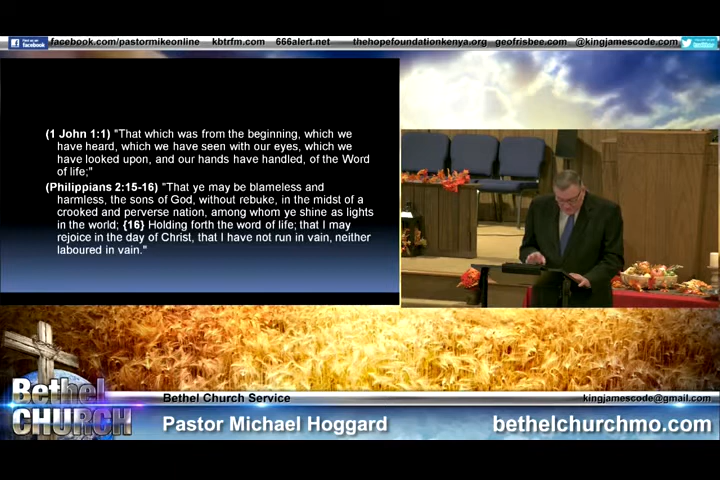 Find us on facebook
facebook.com/pastormikeonline kbtrfm.com 666alert.net thehopefoundationkenya.org geofrisbee.com @kingjamescode.com
(1 John 1:1) "That which was from the beginning, which we
have heard, which we have seen with our eyes, which we
have looked upon, and our hands have handled, of the Word
of life;"
(Philippians 2:15-16) "That ye may be blameless and
harmless, the sons of God, without rebuke, in the midst of a
crooked and perverse nation, among whom ye shine as lights
in the world; {16} Holding forth the word of life; that I may
rejoice in the day of Christ, that I have not run in vain, neither
laboured in vain."
Bethel
CHURCH
Bethel Church Service kingjamescode@gmail.com
Pastor Michael Hoggard bethelchurchmo.com